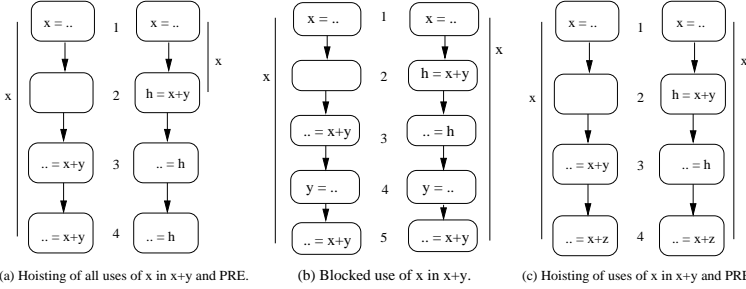 x = ..
1
x = ..
x
x
2
h = x+y
.. = x+y
3
.. = h
.. = x+y
4
.. = h
(a) Hoisting of all uses of x in x+y and PRE.
x = ..
1
x = ..
x
x
2
h = x+y
.. = x+y
3
.. = h
y = ..
4
y = ..
.. = x+y
5
.. = x+y
(b) Blocked use of x in x+y.
x = ..
1
x = ..
x
x
2
h = x+y
.. = x+y
3
.. = h
.. = x+z
4
.. = x+z
(c) Hoisting of uses of x in x+y and PRE